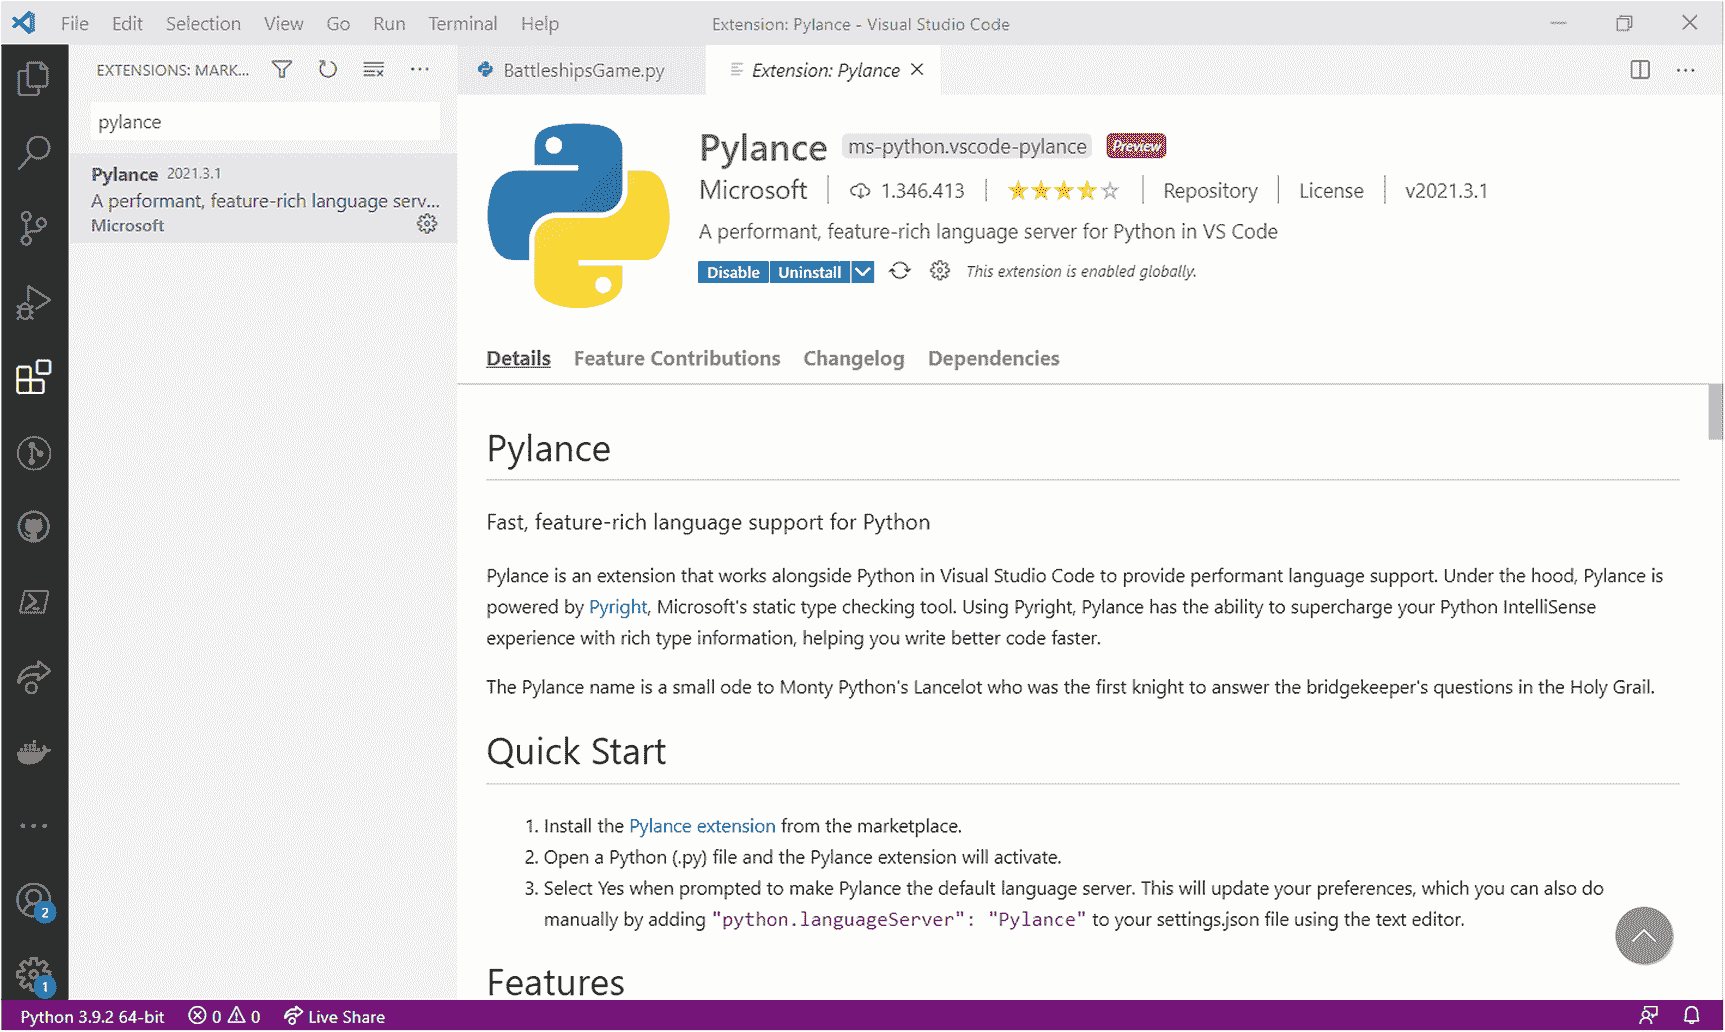 File Edit Selection View Go Run Terminal Help
Extension: Pylance - Visual Studio Code
EXTENSIONS: MARK...
BattleshipsGame.py
Extension: Pylance
pylance
Pylance 2021.3.1
A performant, feature-rich language serv...
Microsoft
Pylance ms-python.vscode-pylance Preview
Microsoft 1.346.413 Repository License v2021.3.1
A performant, feature-rich language server for Python in VS Code
Disable Uninstall This extension is enabled globally.
Details Feature Contributions Changelog Dependencies
Pylance
Fast, feature-rich language support for Python
Pylance is an extension that works alongside Python in Visual Studio Code to provide performant language support. Under the hood, Pylance is
powered by Pyright, Microsoft's static type checking tool. Using Pyright, Pylance has the ability to supercharge your Python IntelliSense
experience with rich type information, helping you write better code faster.
The Pylance name is a small ode to Monty Python's Lancelot who was the first knight to answer the bridgekeeper's questions in the Holy Grail.
Quick Start
1. Install the Pylance extension from the marketplace.
2. Open a Python (.py) file and the Pylance extension will activate.
3. Select Yes when prompted to make Pylance the default language server. This will update your preferences, which you can also do
manually by adding "python.languageServer": "Pylance" to your settings.json file using the text editor.
Features
2
1
Python 3.9.2 64-bit 0 0 Live Share